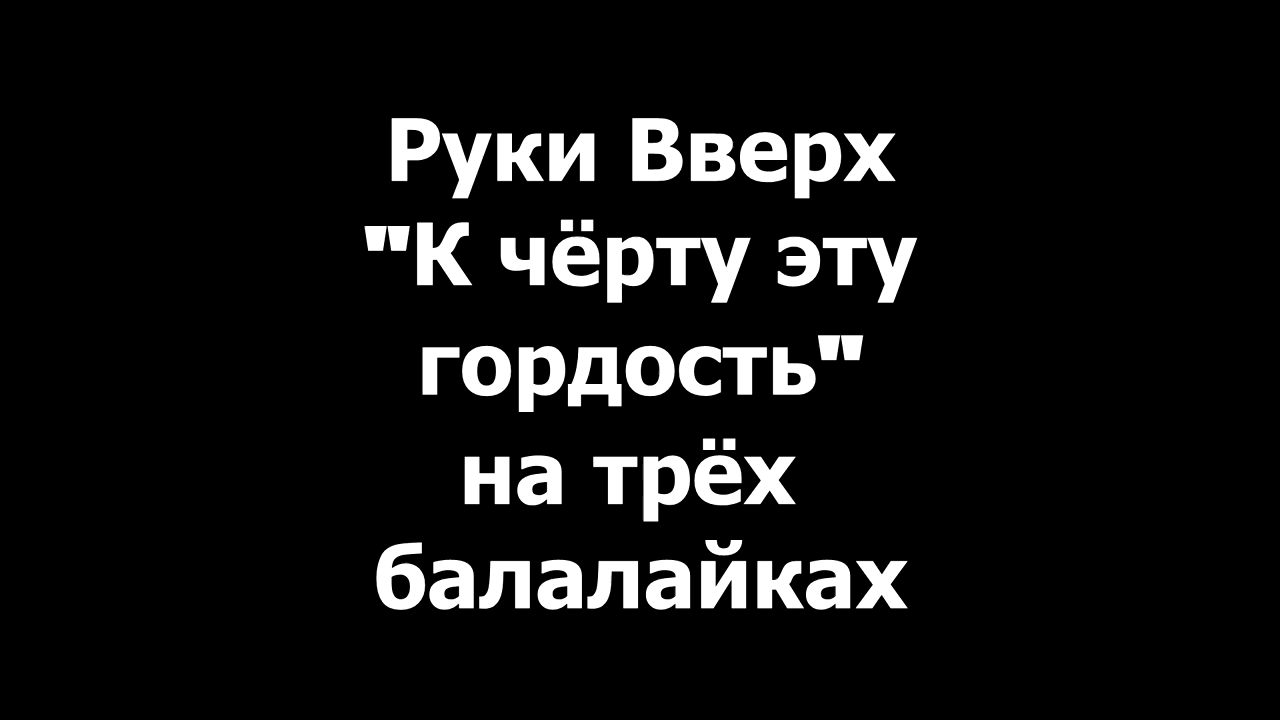 Руки Вверх
"К чёрту эту
гордость"
на трёх
балалайках